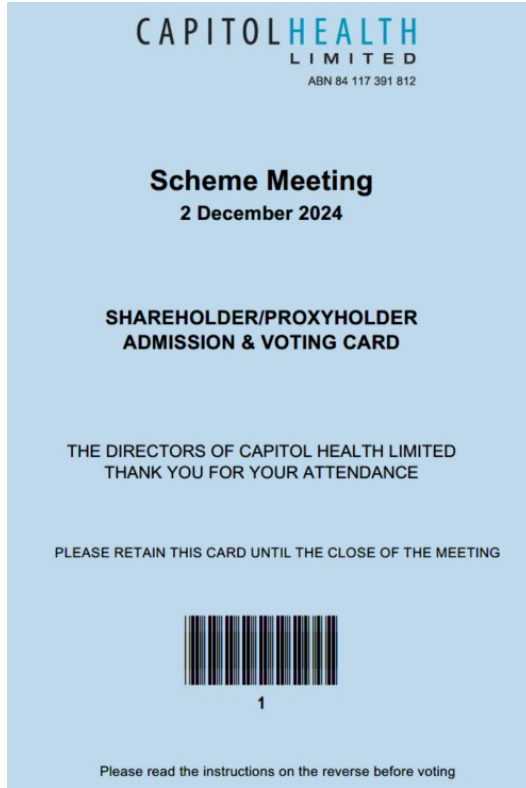 CAPITOLHEALTH
LIMITED
ABN 84 117 391 812
Scheme Meeting
2 December 2024
SHAREHOLDER/PROXYHOLDER
ADMISSION & VOTING CARD
THE DIRECTORS OF CAPITOL HEALTH LIMITED
THANK YOU FOR YOUR ATTENDANCE
PLEASE RETAIN THIS CARD UNTIL THE CLOSE OF THE MEETING
1
Please read the instructions on the reverse before voting